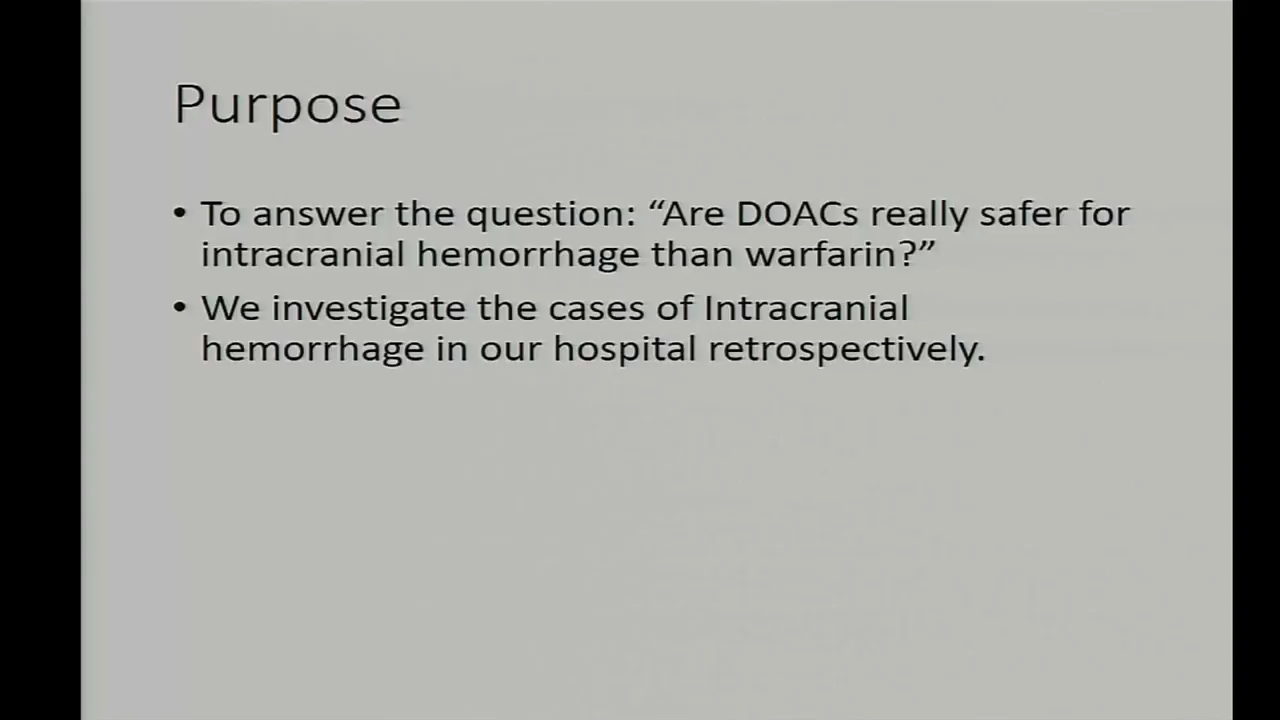 Purpose
• To answer the question: “Are DOACs really safer for
intracranial hemorrhage than warfarin?”
• We investigate the cases of Intracranial
hemorrhage in our hospital retrospectively.